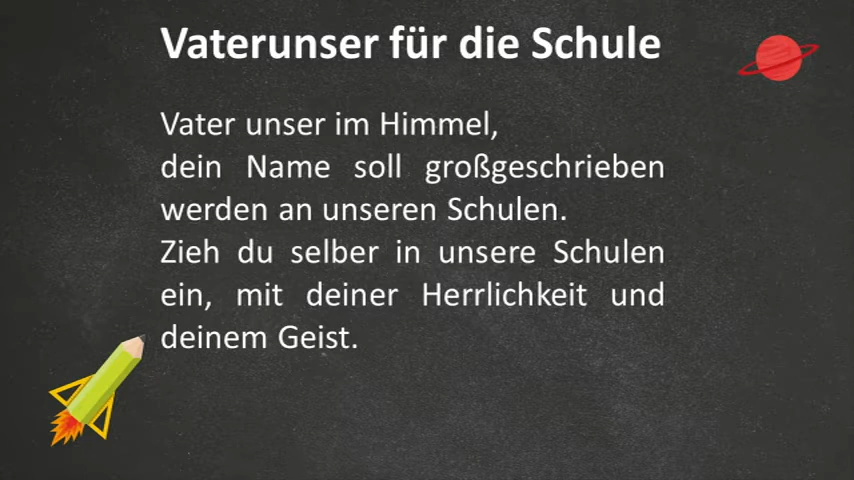 Vaterunser für die Schule
Vater unser im Himmel,
dein Name soll großgeschrieben
werden an unseren Schulen.
Zieh du selber in unsere Schulen
ein, mit deiner Herrlichkeit und
deinem Geist.